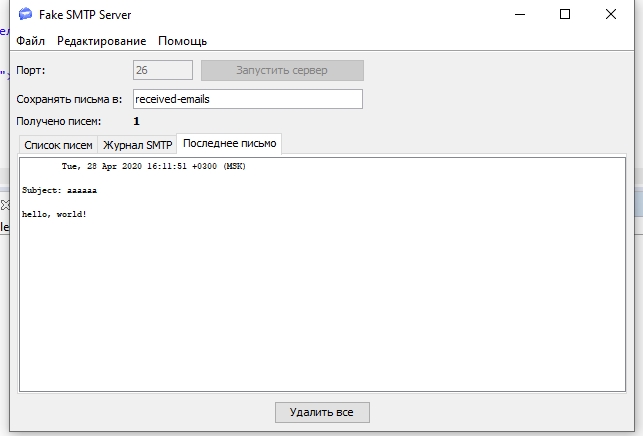 Fake SMTP Server
Файл Редактирование Помощь
Порт: 26 Запустить сервер
Сохранять письма в: received-emails
Получено писем: 1
Список писем Журнал SMTP Последнее письмо
Tue, 28 Apr 2020 16:11:51 +0300 (MSK)
Subject: aaaaaa
hello, world!
Удалить все